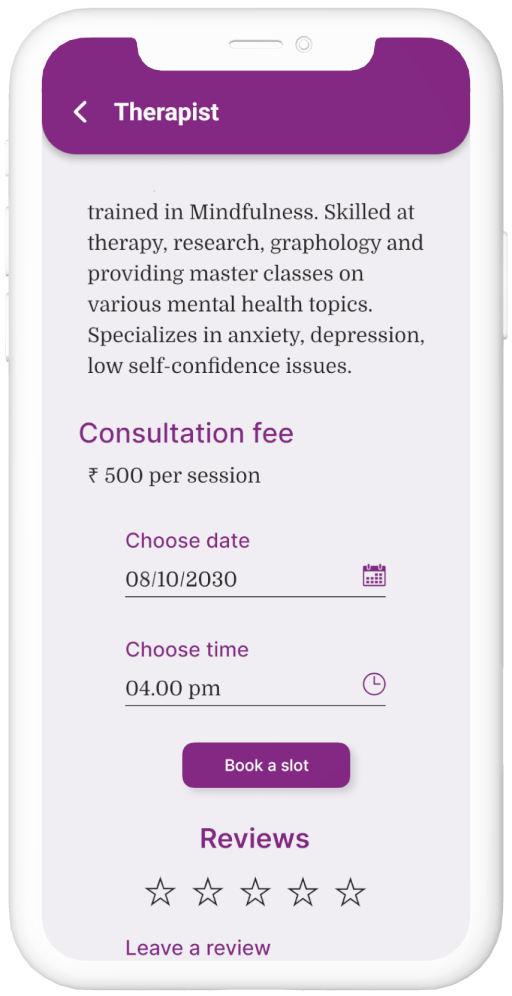 Therapist
trained in Mindfulness. Skilled at
therapy, research, graphology and
providing master classes on
various mental health topics.
Specializes in anxiety, depression,
low self-confidence issues.
Consultation fee
₹ 500 per session
Choose date
08/10/2030
Choose time
04.00 pm
Book a slot
Reviews
Leave a review